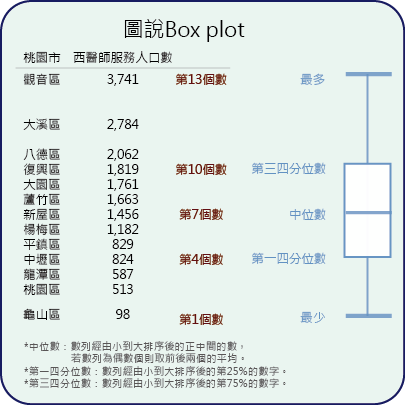 圖說Box plot
桃園市 西醫師服務人口數
觀音區 3,741 第13個數 最多
大溪區 2,784
八德區 2,062
復興區 1,819 第10個數 第三四分位數
大園區 1,761
蘆竹區 1,663
新屋區 1,456 第7個數 中位數
楊梅區 1,182
平鎮區 829
中壢區 824 第4個數 第一四分位數
龍潭區 587
桃園區 513
龜山區 98 第1個數 最少
*中位數：數列經由小到大排序後的正中間的數，
若數列為偶數個則取前後兩個的平均。
*第一四分位數：數列經由小到大排序後的第25%的數字。
*第三四分位數：數列經由小到大排序後的第75%的數字。